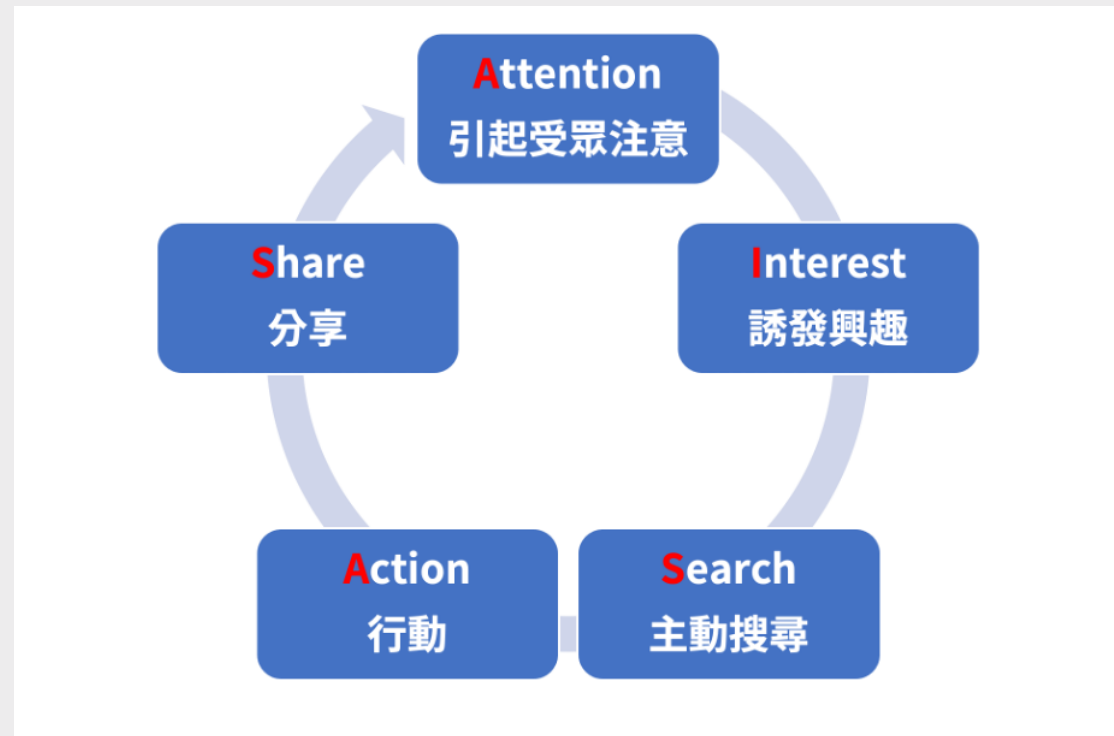 Attention
引起受眾注意
Interest
誘發興趣
Search
主動搜尋
Action
行動
Share
分享